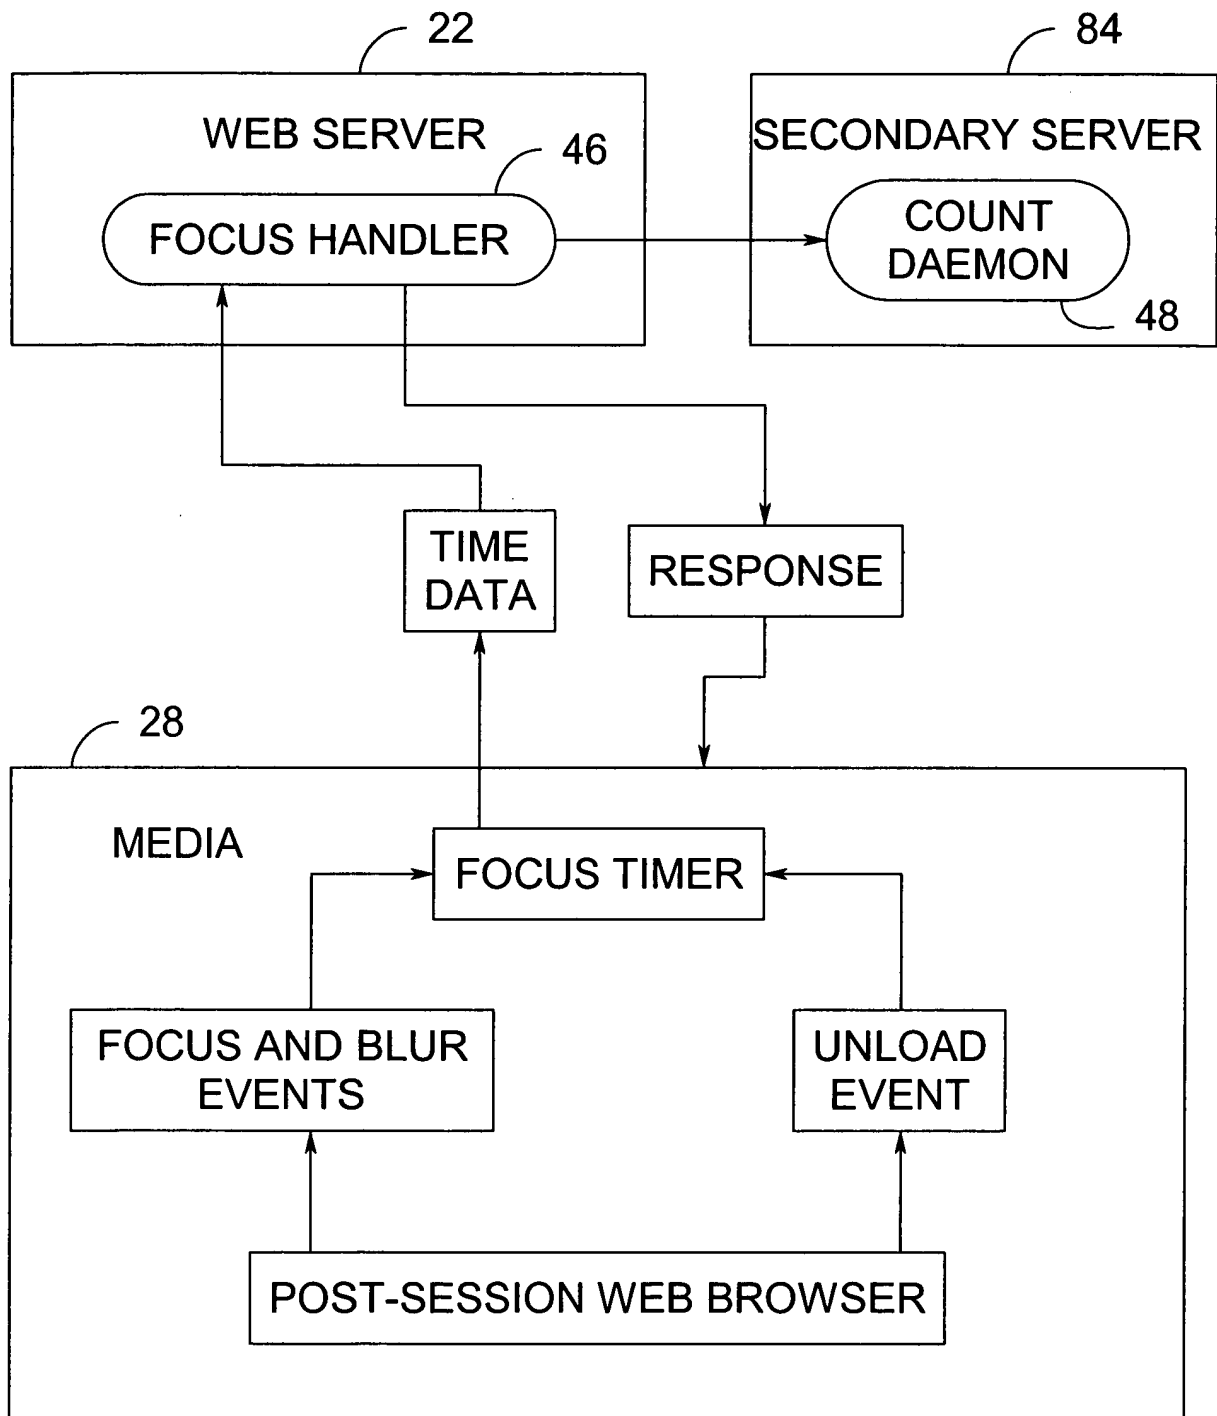 22
84
WEB SERVER
SECONDARY SERVER
46
FOCUS HANDLER
COUNT
DAEMON
48
TIME
DATA
RESPONSE
28
MEDIA
FOCUS TIMER
FOCUS AND BLUR
EVENTS
UNLOAD
EVENT
POST-SESSION WEB BROWSER